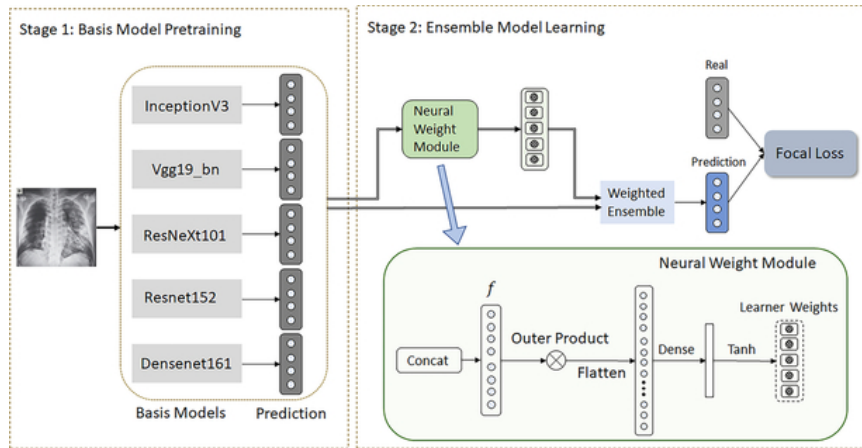 Stage 1: Basis Model Pretraining
InceptionV3
Vgg19_bn
ResNeXt101
Resnet152
Densenet161
Basis Models
Prediction
Stage 2: Ensemble Model Learning
Neural
Weight
Module
Real
Prediction
Focal Loss
Weighted
Ensemble
Neural Weight Module
f
Concat
Outer Product
Flatten
Dense
Tanh
Learner Weights